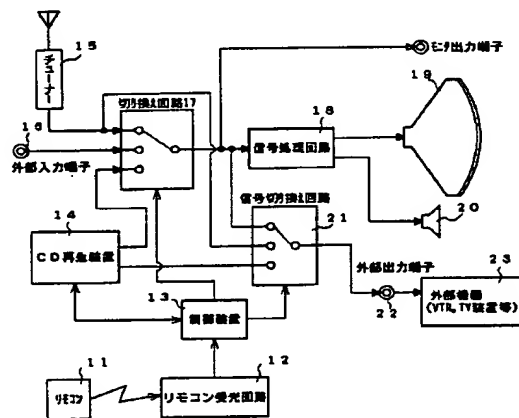 15
チューナー
モニタ出力端子
19
切り換え回路17
18
16
信号処理回路
外部入力端子
信号切り換え回路
20
14
21
CD再生装置
23
外部出力端子
13
外部機器
(VTR,TV装置等)
制御装置
22
11
12
リモコン
リモコン受光回路